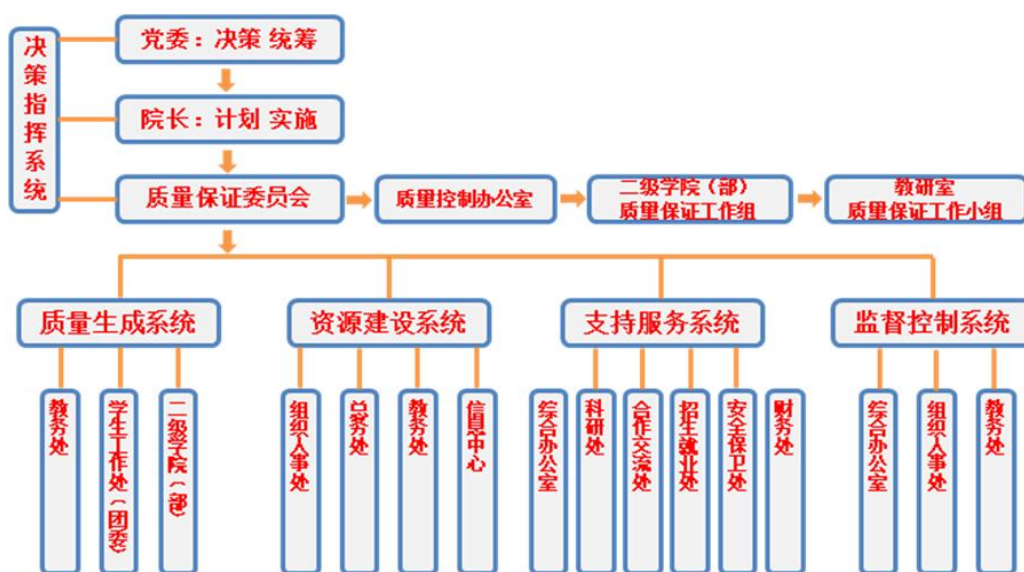 决策指挥系统
党委：决策 统筹
院长：计划 实施
质量保证委员会
质量控制办公室
二级学院（部）
质量保证工作组
教研室
质量保证工作小组
质量生成系统
资源建设系统
支持服务系统
监督控制系统
教务处
学生工作处（团委）
二级学院（部）
组织人事处
总务处
教务处
信息中心
综合办公室
科研处
合作交流处
招生就业处
安全保卫处
财务处
综合办公室
组织人事处
教务处